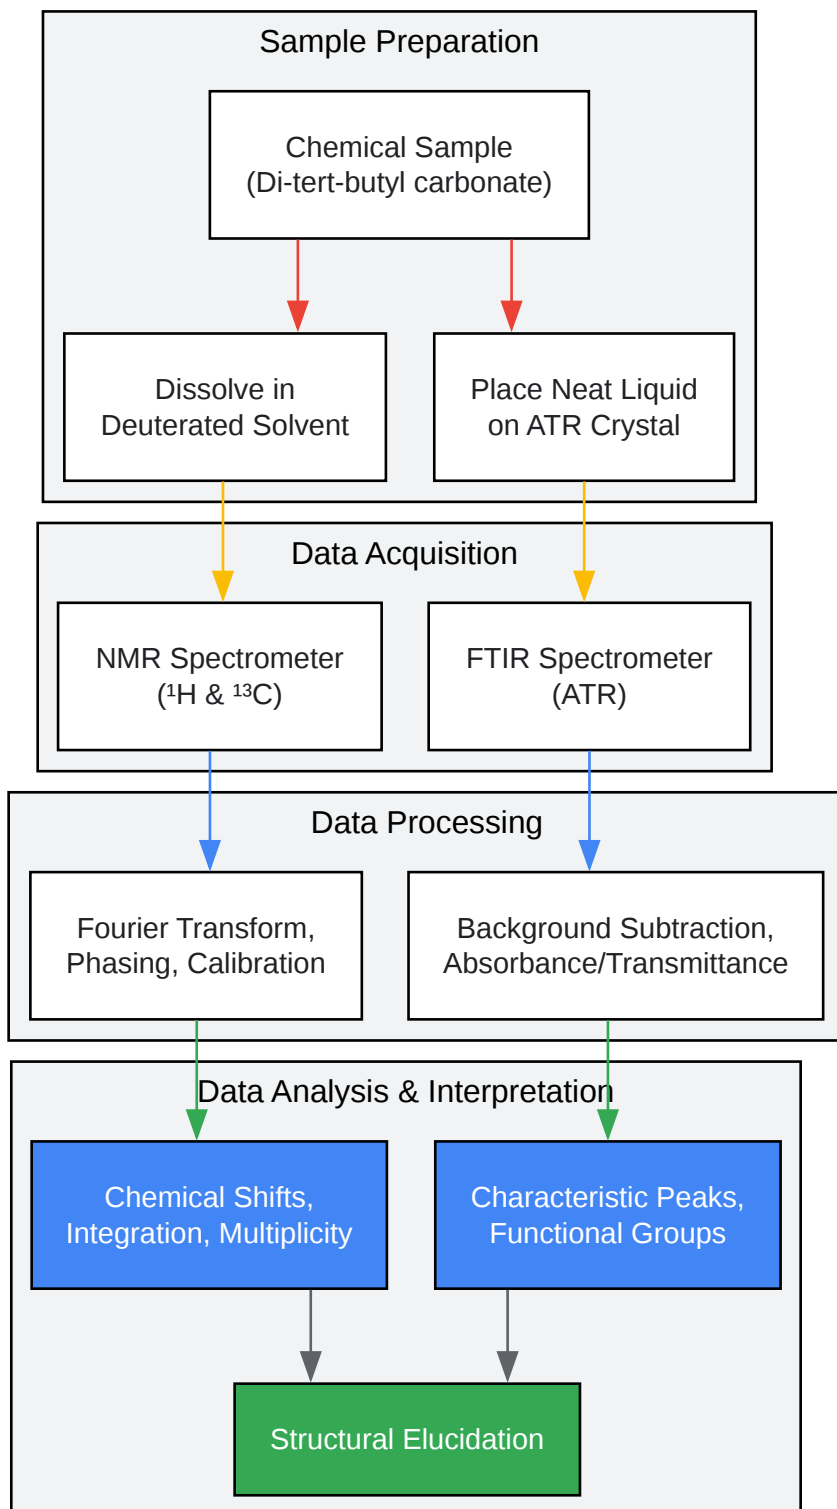 Sample Preparation
Chemical Sample
(Di-tert-butyl carbonate)
Dissolve in
Deuterated Solvent
Place Neat Liquid
on ATR Crystal
Data Acquisition
NMR Spectrometer
(¹H & ¹³C)
FTIR Spectrometer
(ATR)
Data Processing
Fourier Transform,
Phasing, Calibration
Background Subtraction,
Absorbance/Transmittance
Data Analysis & Interpretation
Chemical Shifts,
Integration, Multiplicity
Characteristic Peaks,
Functional Groups
Structural Elucidation